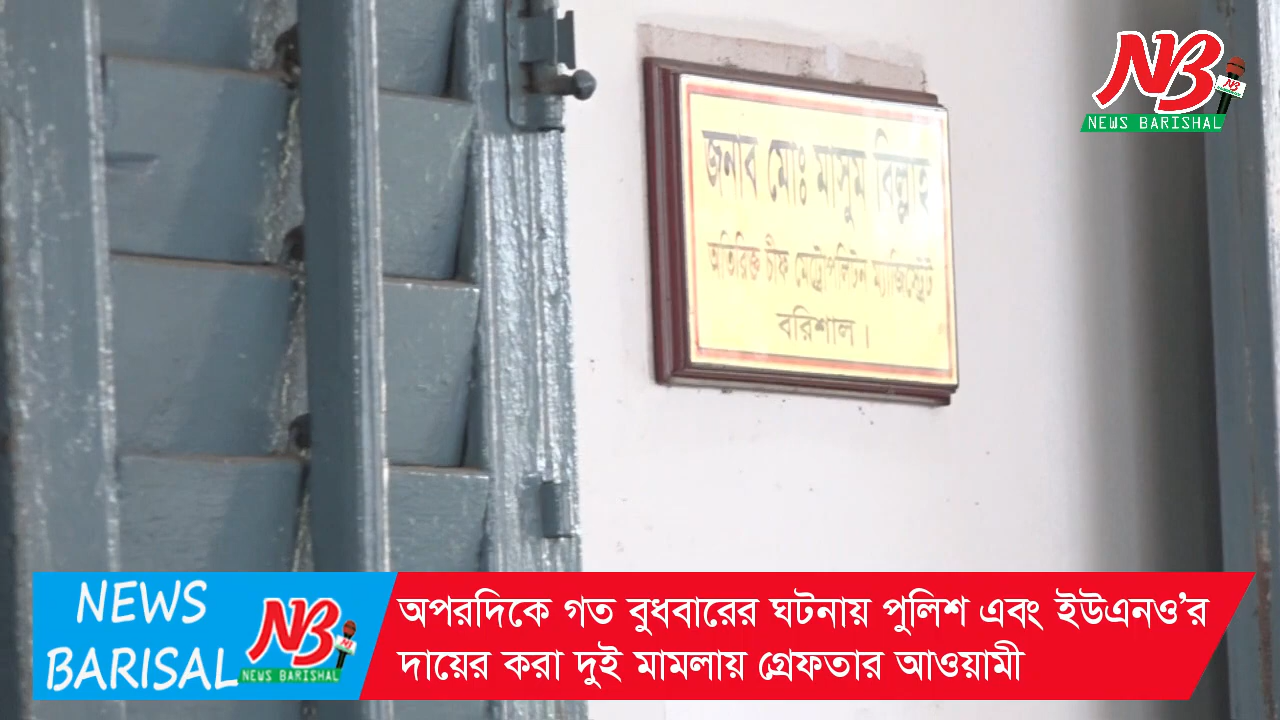 NB
NB
NEWS BARISHAL
জনাব মোঃ মাসুম বিল্লাহ
অতিরিক্ত চীফ মেট্রোপলিটন ম্যাজিস্ট্রেট
বরিশাল।
NEWS
BARISAL
NB
NEWS BARISHAL
অপরদিকে গত বুধবারের ঘটনায় পুলিশ এবং ইউএনও’র
দায়ের করা দুই মামলায় গ্রেফতার আওয়ামী